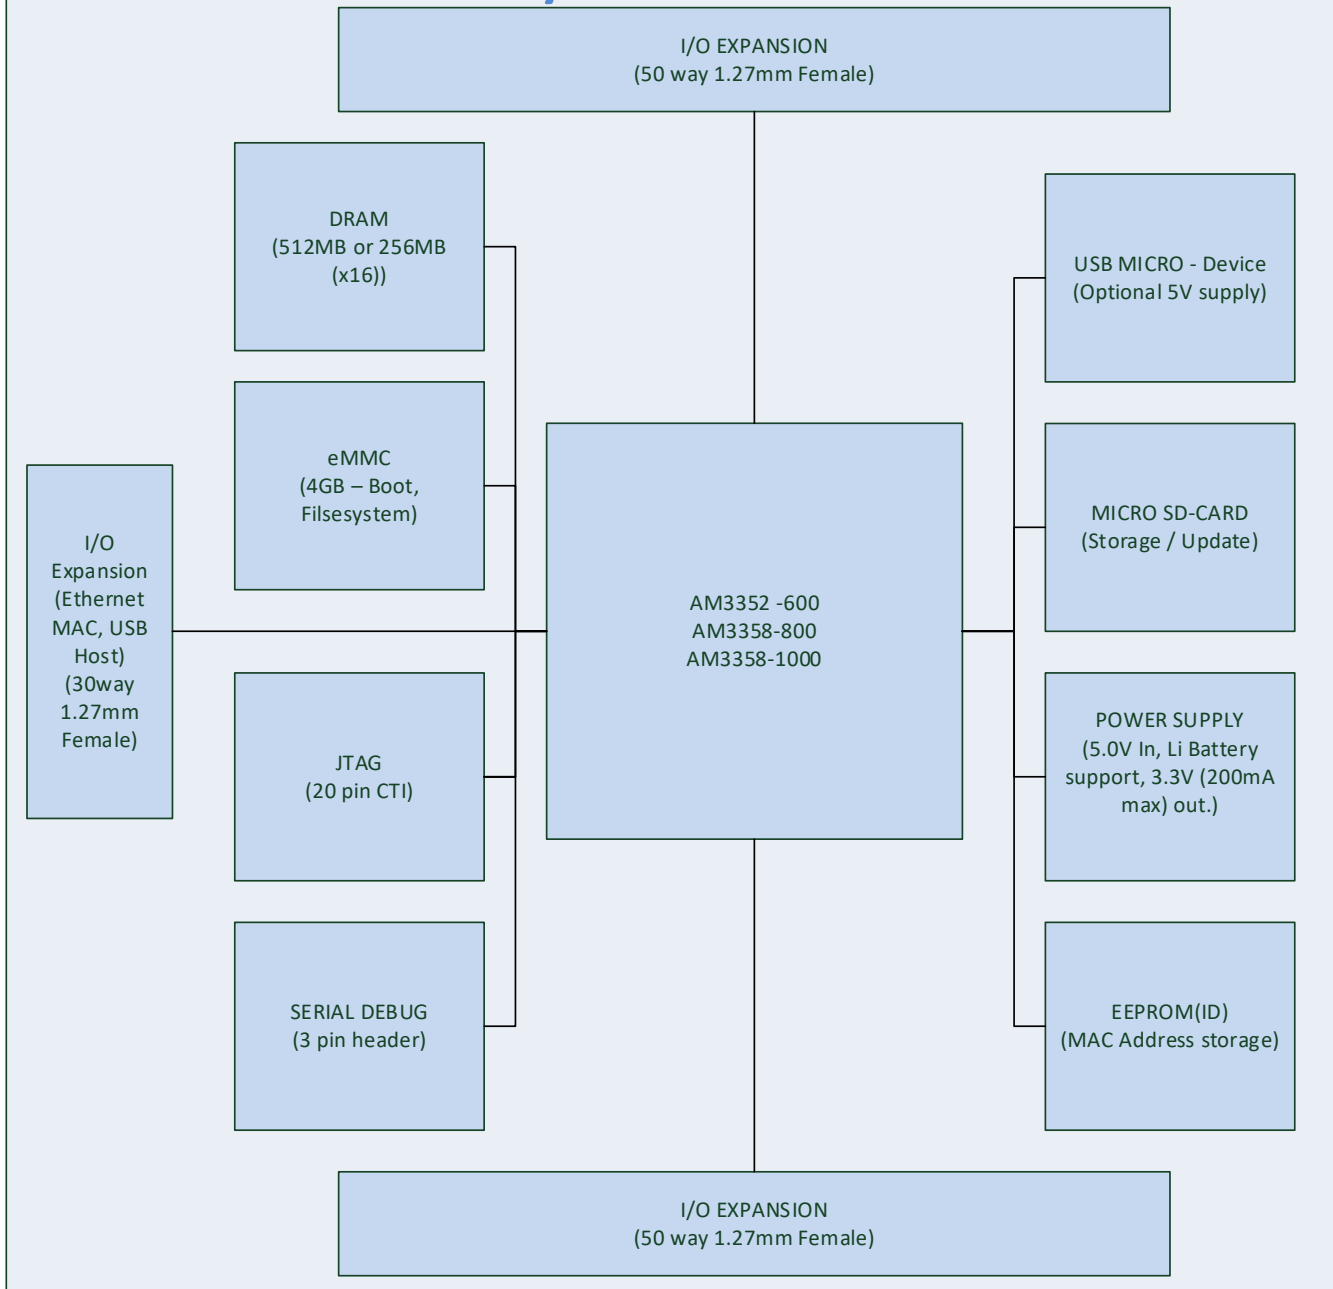 I/O EXPANSION
(50 way 1.27mm Female)
DRAM
(512MB or 256MB
(x16))
USB MICRO - Device
(Optional 5V supply)
eMMC
(4GB – Boot,
Filsesystem)
MICRO SD-CARD
(Storage / Update)
I/O
Expansion
(Ethernet
MAC, USB
Host)
(30way
1.27mm
Female)
AM3352 -600
AM3358-800
AM3358-1000
JTAG
(20 pin CTI)
POWER SUPPLY
(5.0V In, Li Battery
support, 3.3V (200mA
max) out.)
SERIAL DEBUG
(3 pin header)
EEPROM(ID)
(MAC Address storage)
I/O EXPANSION
(50 way 1.27mm Female)